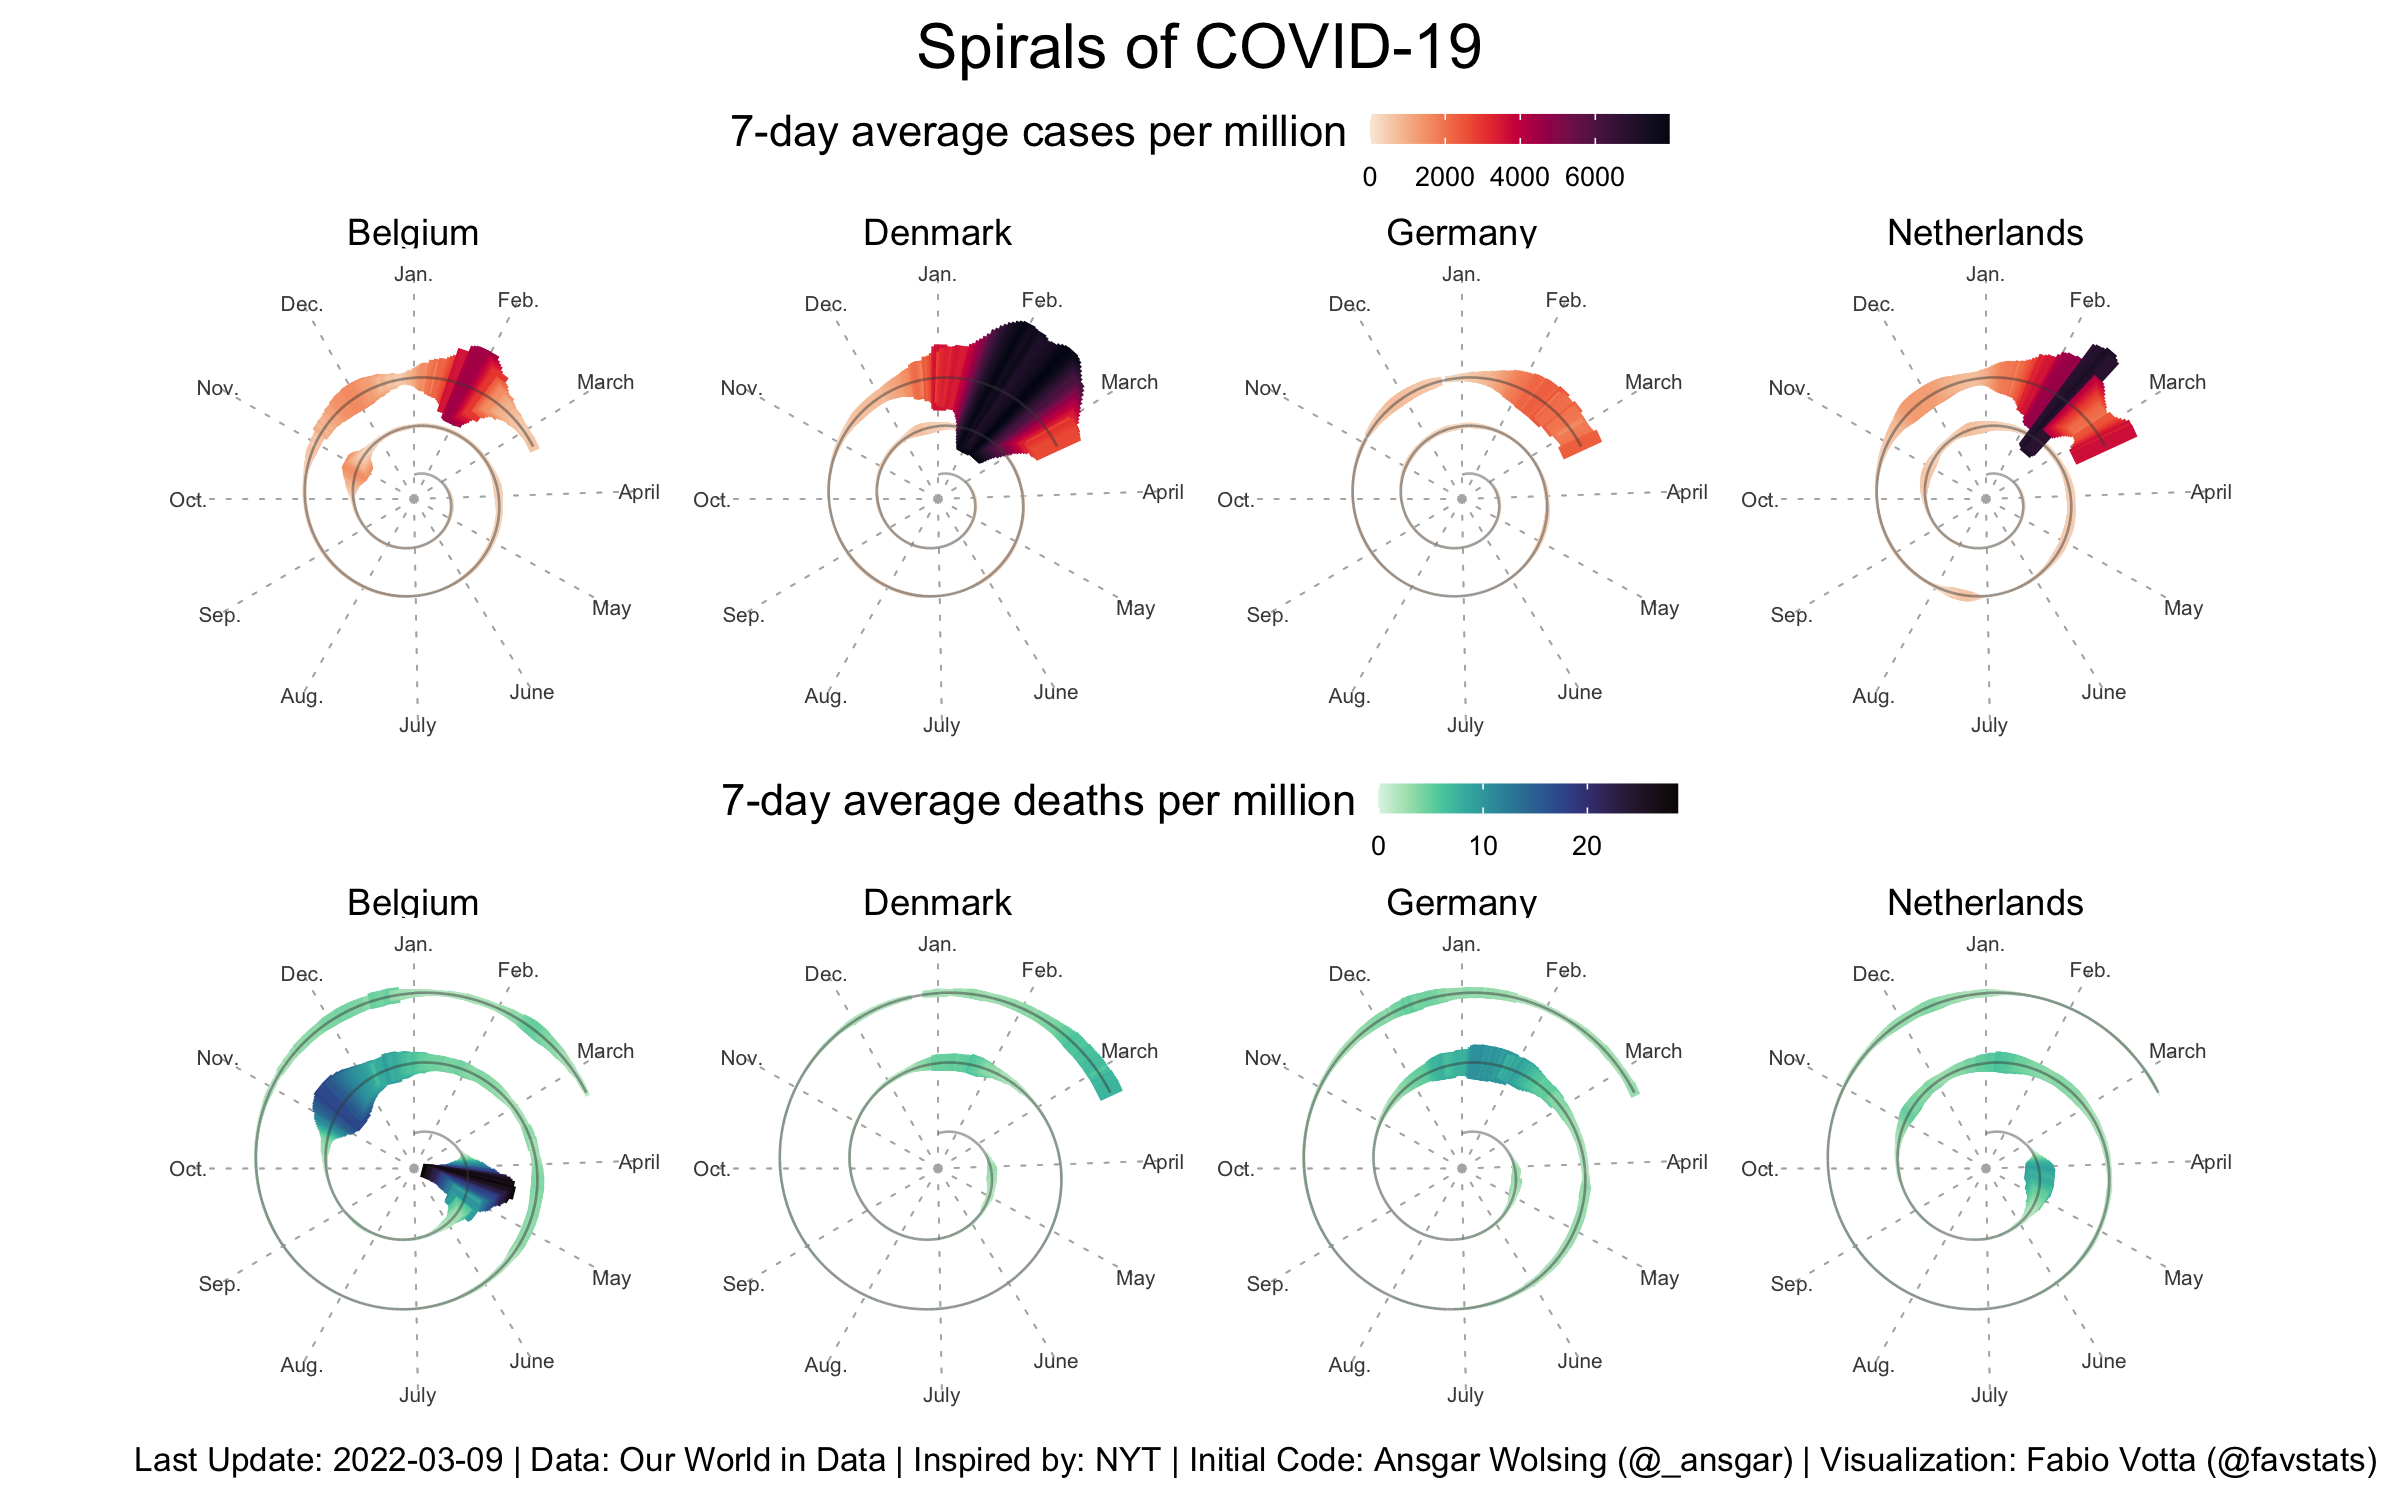 Spirals of COVID-19
7-day average cases per million
0 2000 4000 6000
Belgium Denmark Germany Netherlands
Jan. Jan. Jan. Jan.
Dec. Feb. Dec. Feb. Dec. Feb. Dec. Feb.
Nov. March Nov. March Nov. March Nov. March
Oct. April Oct. April Oct. April Oct. April
Sep. May Sep. May Sep. May Sep. May
Aug. June Aug. June Aug. June Aug. June
July July July July
7-day average deaths per million
0 10 20
Belgium Denmark Germany Netherlands
Jan. Jan. Jan. Jan.
Dec. Feb. Dec. Feb. Dec. Feb. Dec. Feb.
Nov. March Nov. March Nov. March Nov. March
Oct. April Oct. April Oct. April Oct. April
Sep. May Sep. May Sep. May Sep. May
Aug. June Aug. June Aug. June Aug. June
July July July July
Last Update: 2022-03-09 | Data: Our World in Data | Inspired by: NYT | Initial Code: Ansgar Wolsing (@_ansgar) | Visualization: Fabio Votta (@favstats)